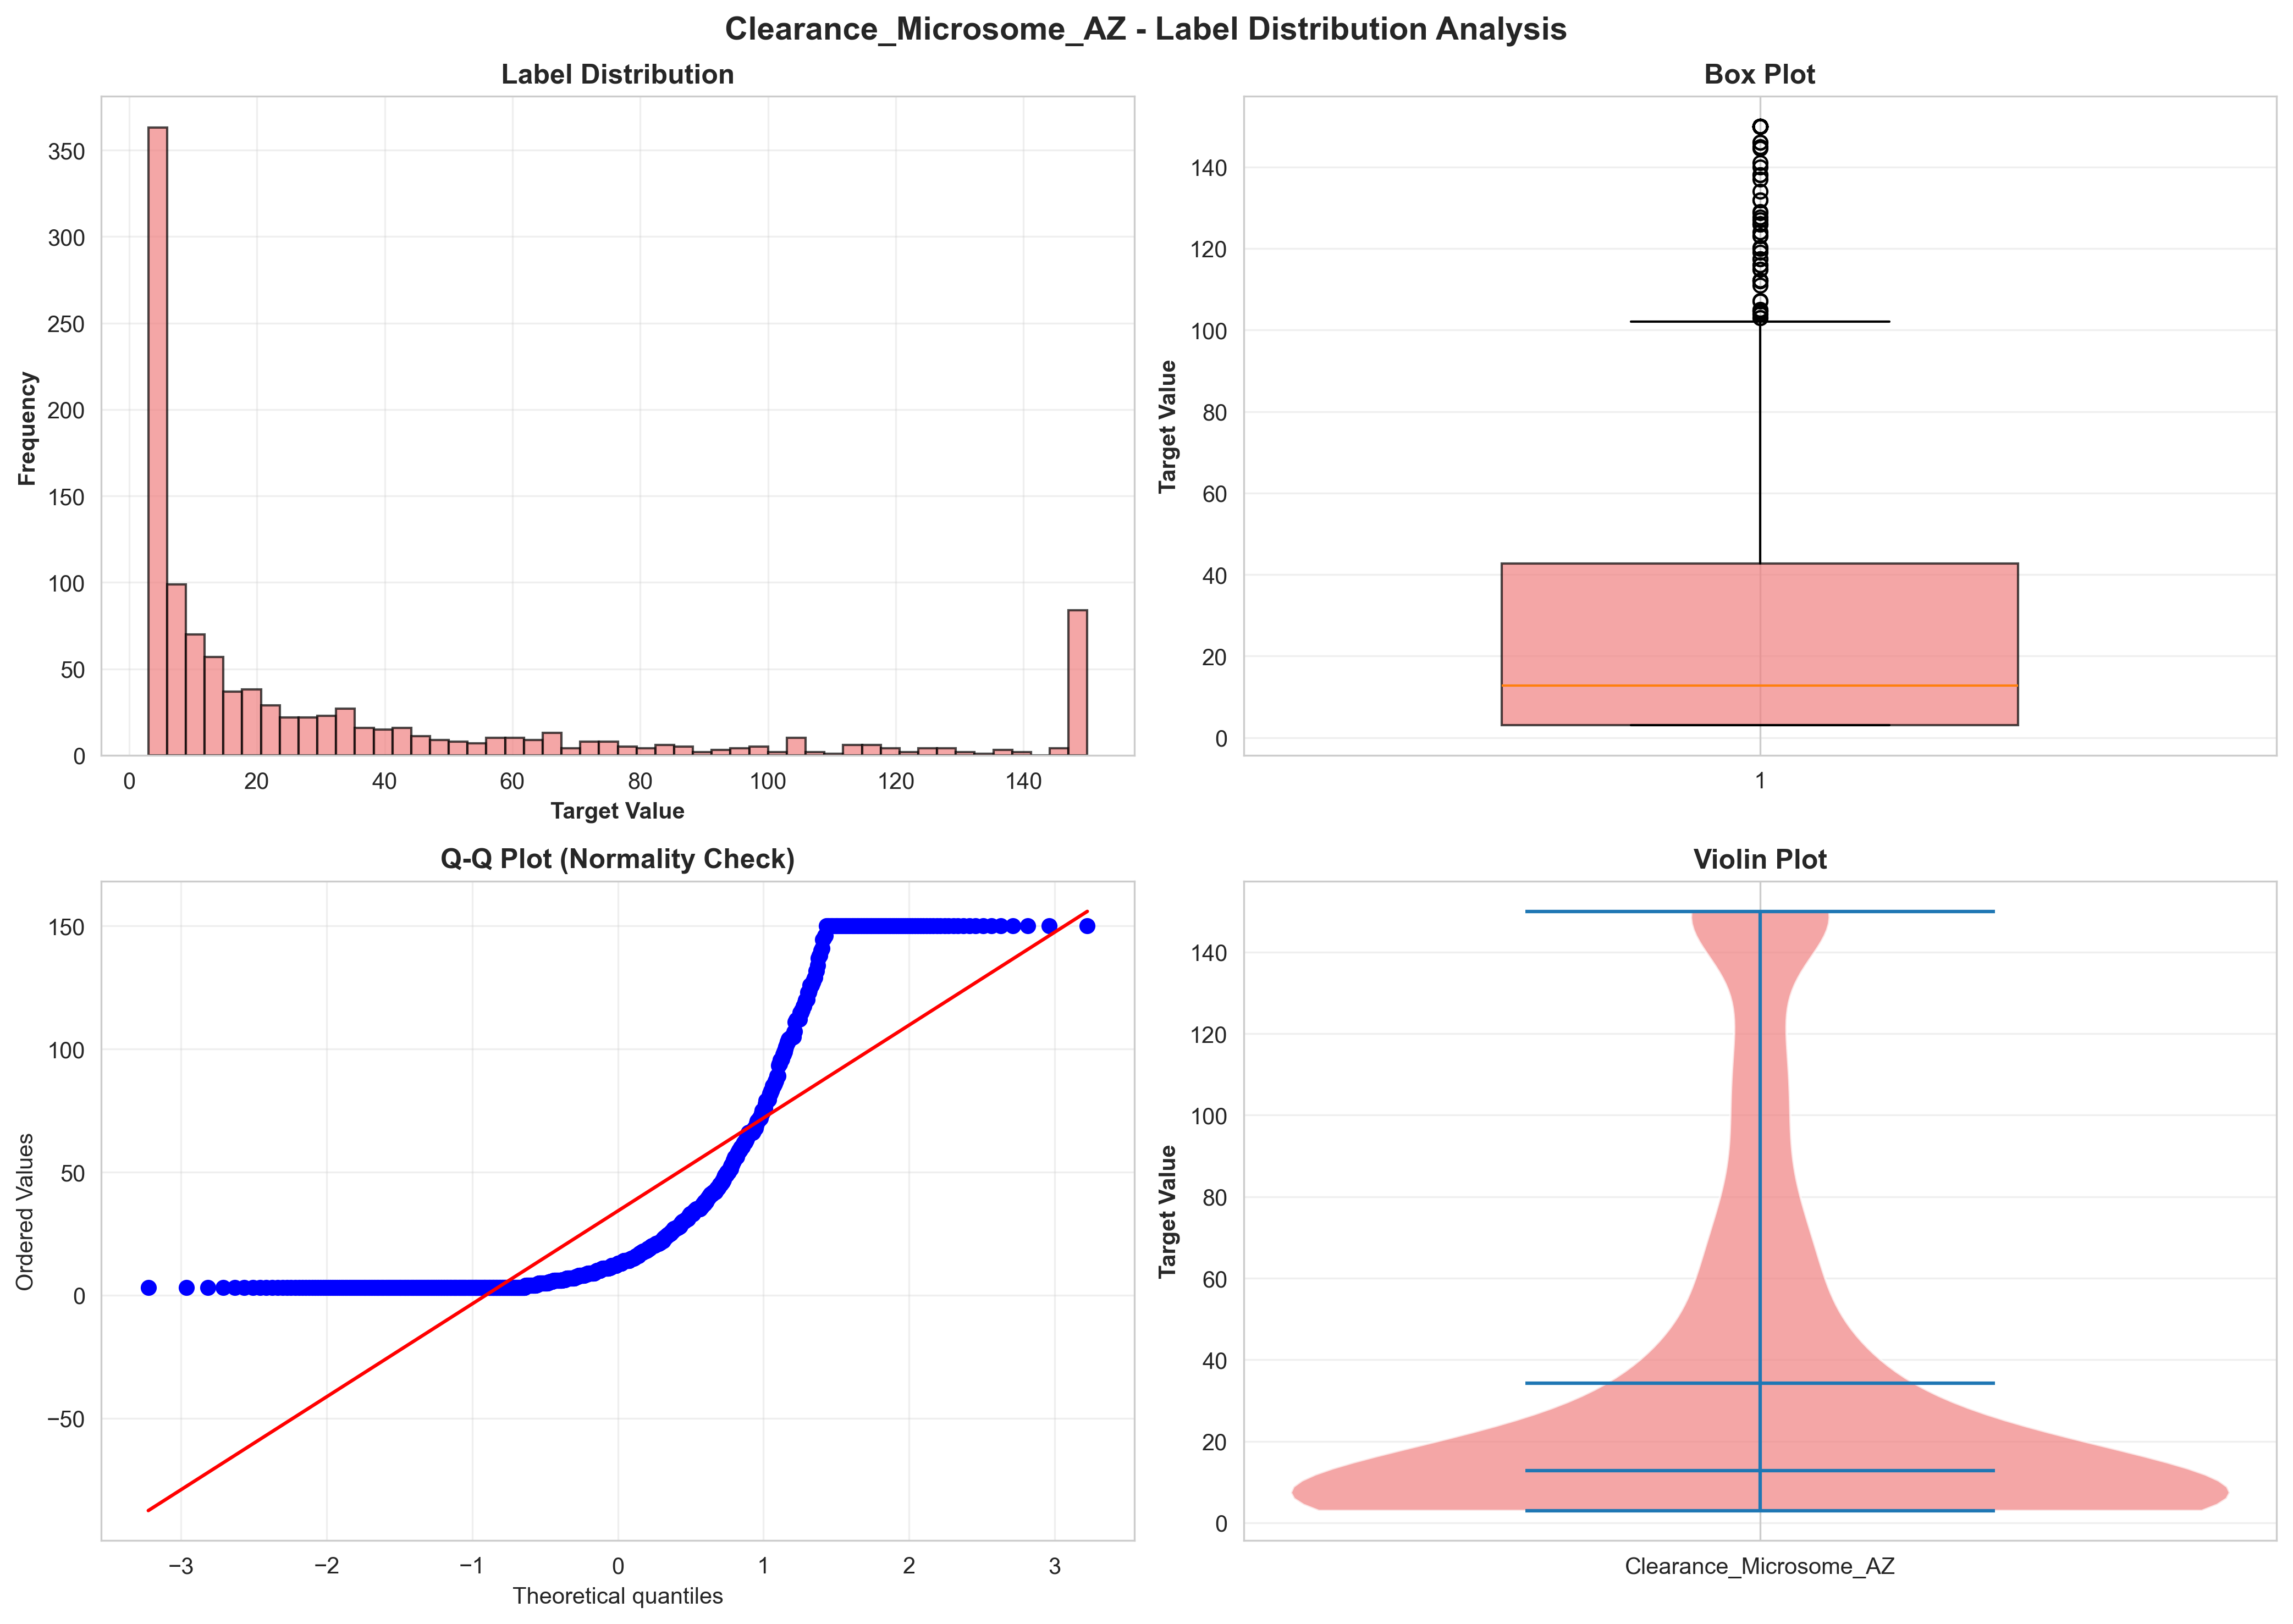 Clearance_Microsome_AZ - Label Distribution Analysis
Label Distribution
350
300
250
200
150
100
50
0
Frequency
0 20 40 60 80 100 120 140
Target Value
Box Plot
140
120
100
80
60
40
20
0
Target Value
1
Q-Q Plot (Normality Check)
150
100
50
0
−50
Ordered Values
−3 −2 −1 0 1 2 3
Theoretical quantiles
Violin Plot
140
120
100
80
60
40
20
0
Target Value
Clearance_Microsome_AZ